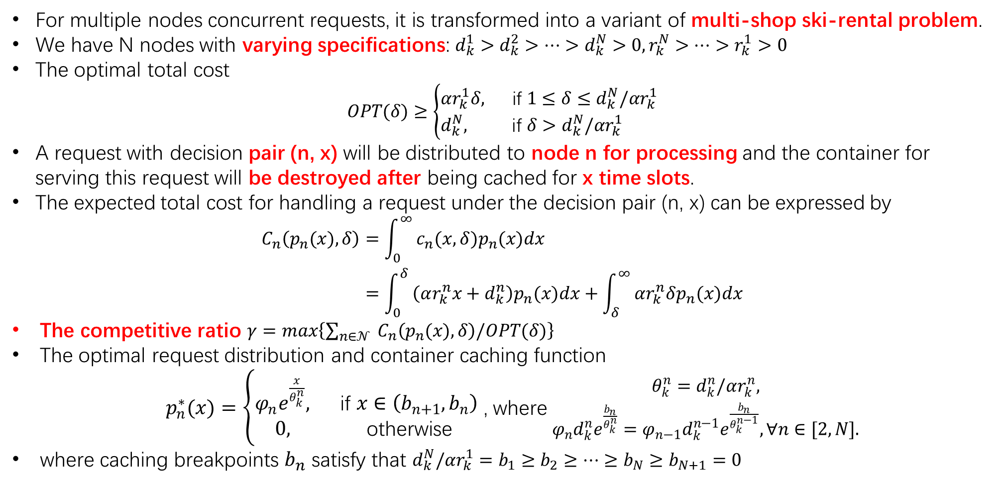 • For multiple nodes concurrent requests, it is transformed into a variant of multi-shop ski-rental problem.
• We have N nodes with varying specifications: $d_k^1 > d_k^2 > \cdots > d_k^N > 0, r_k^N > \cdots > r_k^1 > 0$
• The optimal total cost
$OPT(\delta) \geq \begin{cases} \alpha r_k^1 \delta, & \text{if } 1 \leq \delta \leq d_k^N/\alpha r_k^1 \\ d_k^N, & \text{if } \delta > d_k^N/\alpha r_k^1 \end{cases}$
• A request with decision pair (n, x) will be distributed to node n for processing and the container for
serving this request will be destroyed after being cached for x time slots.
• The expected total cost for handling a request under the decision pair (n, x) can be expressed by
$C_n(p_n(x), \delta) = \int_0^\infty c_n(x, \delta) p_n(x) dx$
$= \int_0^\delta (\alpha r_k^n x + d_k^n) p_n(x) dx + \int_\delta^\infty \alpha r_k^n \delta p_n(x) dx$
• The competitive ratio $\gamma = max\{\sum_{n \in \mathcal{N}} C_n(p_n(x), \delta)/OPT(\delta)\}$
• The optimal request distribution and container caching function
$p_n^*(x) = \begin{cases} \varphi_n e^{\frac{x}{\theta_k^n}}, & \text{if } x \in (b_{n+1}, b_n) \\ 0, & \text{otherwise} \end{cases}$ , where
$\theta_k^n = d_k^n/\alpha r_k^n,$
$\varphi_n d_k^n e^{\frac{b_n}{\theta_k^n}} = \varphi_{n-1} d_k^{n-1} e^{\frac{b_n}{\theta_k^{n-1}}}, \forall n \in [2, N].$
• where caching breakpoints $b_n$ satisfy that $d_k^N/\alpha r_k^1 = b_1 \geq b_2 \geq \cdots \geq b_N \geq b_{N+1} = 0$